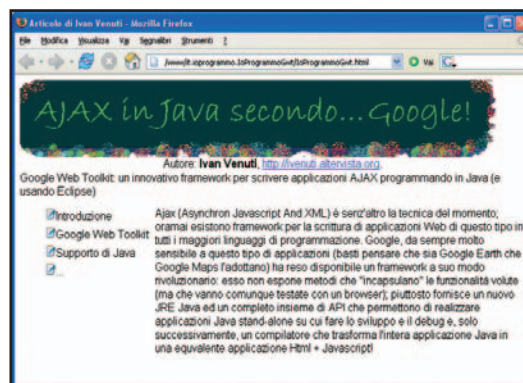 Articolo di Ivan Venuti - Mozilla Firefox
File Modifica Visualizza Vai Segnalibri Strumenti ?
/www/it.ioprogrammo.IoProgrammoGwt/IoProgrammoGwt.html Vai
AJAX in Java secondo...Google!
Autore: Ivan Venuti, http://ivenuti.altervista.org.
Google Web Toolkit: un innovativo framework per scrivere applicazioni AJAX programmando in Java (e
usando Eclipse)
Introduzione
Google Web Toolkit
Supporto di Java
...
Ajax (Asynchron Javascript And XML) è senz'altro la tecnica del momento;
oramai esistono framework per la scrittura di applicazioni Web di questo tipo in
tutti i maggiori linguaggi di programmazione. Google, da sempre molto
sensibile a questo tipo di applicazioni (basti pensare che sia Google Earth che
Google Maps l'adottano) ha reso disponibile un framework a suo modo
rivoluzionario: esso non espone metodi che "incapsulano" le funzionalità volute
(ma che vanno comunque testate con un browser); piuttosto fornisce un nuovo
JRE Java ed un completo insieme di API che permettono di realizzare
applicazioni Java stand-alone su cui fare lo sviluppo e il debug e, solo
successivamente, un compilatore che trasforma l'intera applicazione Java in
una equvalente applicazione Html + Javascript!